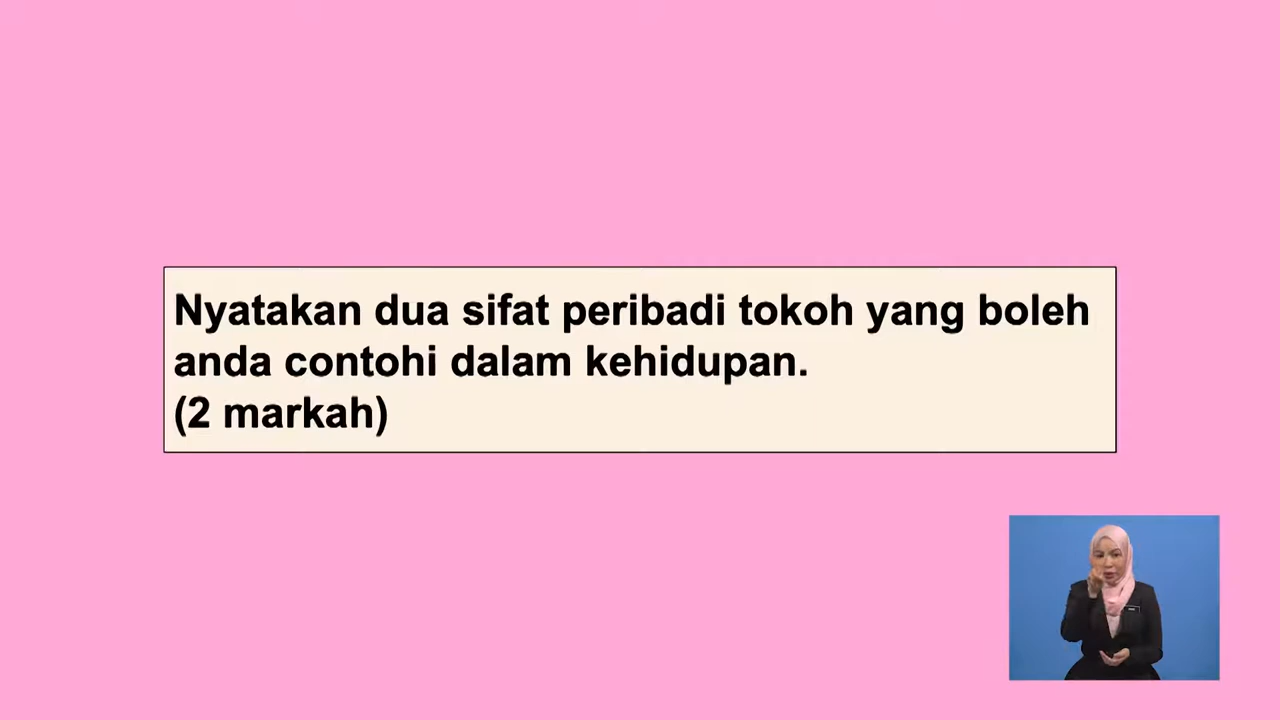 Nyatakan dua sifat peribadi tokoh yang boleh
anda contohi dalam kehidupan.
(2 markah)